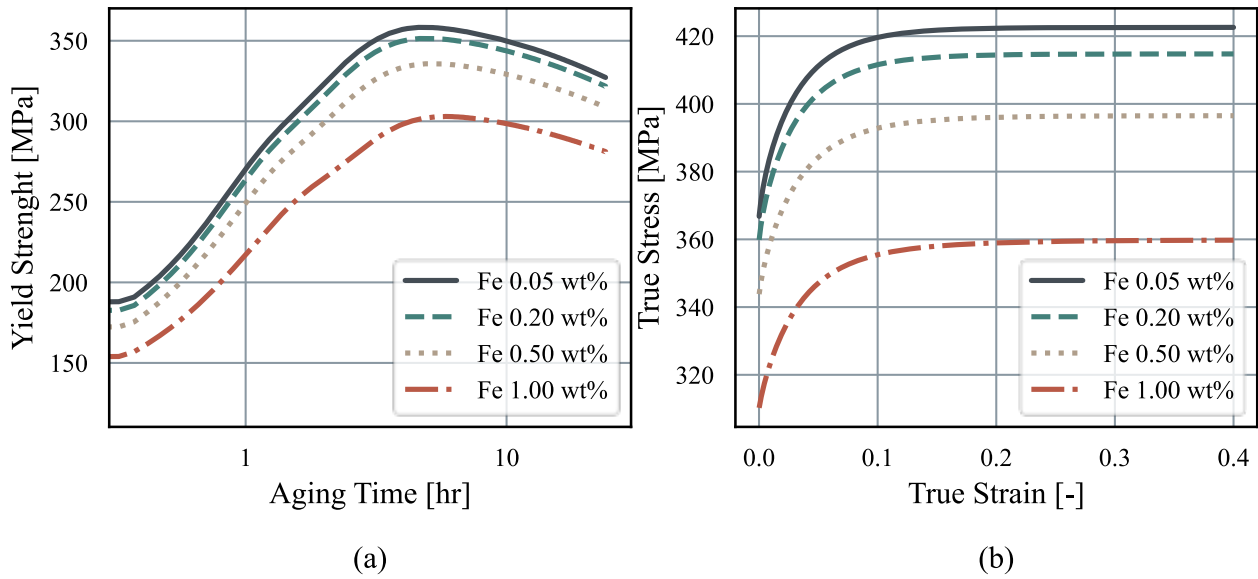 Yield Strenght [MPa]
350
300
250
200
150
1
10
Aging Time [hr]
Fe 0.05 wt%
Fe 0.20 wt%
Fe 0.50 wt%
Fe 1.00 wt%
(a)
True Stress [MPa]
420
400
380
360
340
320
0.0
0.1
0.2
0.3
0.4
True Strain [-]
Fe 0.05 wt%
Fe 0.20 wt%
Fe 0.50 wt%
Fe 1.00 wt%
(b)